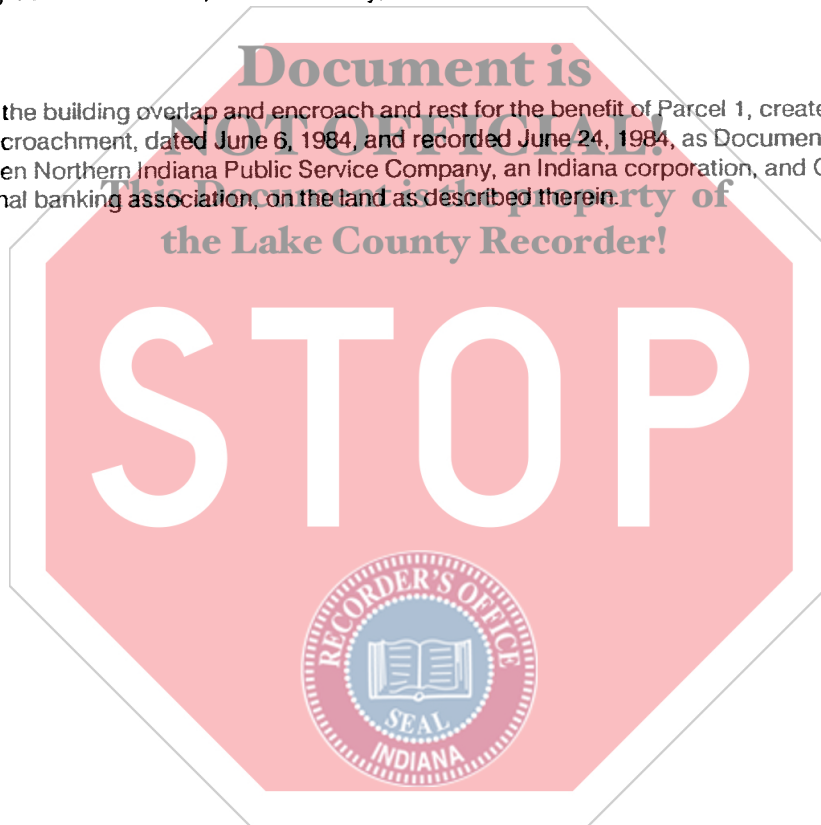 Document is
the building overlap and encroach and rest for the benefit of Parcel 1, create
NOT OFFICIAL!
croachment, dated June 6, 1984, and recorded June 24, 1984, as Documen
en Northern Indiana Public Service Company, an Indiana corporation, and
This Document is the property of
nal banking association, on the land as described therein.
the Lake County Recorder!
STOP
RECORDER'S OFFICE
SEAL
INDIANA